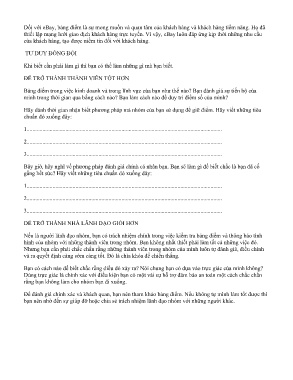 Đối với eBay, bảng điểm là sự mong muốn và quan tâm của khách hàng và khách hàng tiềm năng. Họ đã
thiết lập mạng lưới giao dịch khách hàng trực tuyến. Vì vậy, eBay luôn đáp ứng kịp thời những nhu cầu
của khách hàng, tạo được niềm tin đối với khách hàng
TƯ DUY ĐỒNG ĐỘI
Khi biết cần phải làm gì thì bạn có thể làm những gì mà bạn biết.
ĐỂ TRỞ THÀNH THÀNH VIÊN TỐT HƠN
Bảng điểm trong việc kinh doanh và trong lĩnh vực của bạn như thế nào? Bạn đánh giá sự tiến bộ của
mình trong thời gian qua bằng cách nào? Bạn làm cách nào để duy trì điểm số của mình?
Hãy dành thời gian nhận biết phương pháp mà nhóm của bạn sử dụng để ghi điểm. Hãy viết những tiêu
chuẩn đó xuống đây:
1.......................................................................................
2.......................................................................................
3.......................................................................................
Bây giờ, hãy nghĩ về phương pháp đánh giá chính cá nhân bạn. Bạn sẽ làm gì để biết chắc là bạn đã cố
gắng hết sức? Hãy viết những tiêu chuẩn đó xuống đây:
1.......................................................................................
2.......................................................................................
3.......................................................................................
ĐỂ TRỞ THÀNH NHÀ LÃNH ĐẠO GIỎI HƠN
Nếu là người lãnh đạo nhóm, bạn có trách nhiệm chính trong việc kiểm tra bảng điểm và thông báo tình
hình của nhóm với những thành viên trong nhóm. Bạn không nhất thiết phải làm tất cả những việc đó.
Nhưng bạn cần phải chắc chắn rằng những thành viên trong nhóm của mình luôn tự đánh giá, điều chỉnh
và ra quyết định càng sớm càng tốt. Đó là chìa khóa để chiến thắng.
Bạn có cách nào để biết chắc rằng điều đó xảy ra? Nói chung bạn có dựa vào trực giác của mình không?
Dùng trực giác là chính xác với điều kiện bạn có một vài sự hỗ trợ đảm bảo an toàn một cách chắc chắn
rằng bạn không làm cho nhóm bạn đi xuống.
Để đánh giá chính xác và khách quan, bạn nên tham khảo bảng điểm. Nếu không tự mình làm tốt được thì
bạn nên nhờ đến sự giúp đỡ hoặc chia sẻ trách nhiệm lãnh đạo nhóm với những người khác.